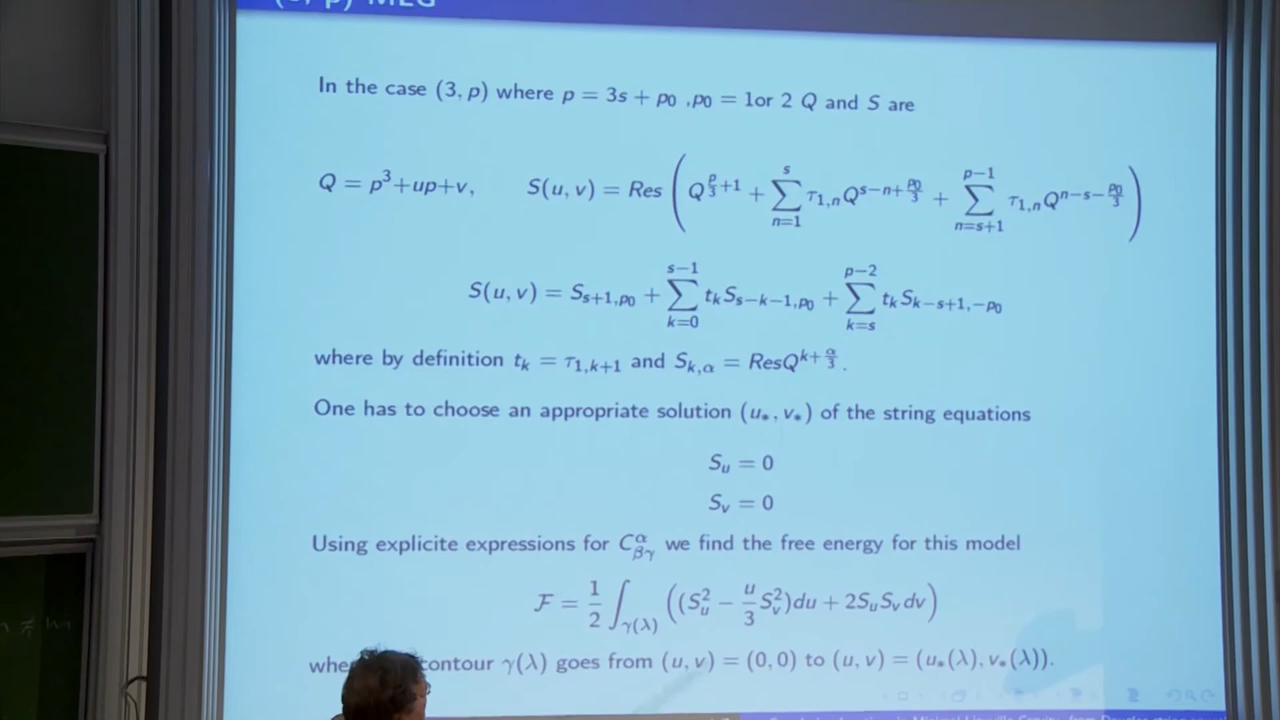 (3, p) MLG
In the case (3, p) where p = 3s + p₀ ,p₀ = 1or 2 Q and S are
Q = p³+up+v, S(u, v) = Res ( Q^{p/3+1} + ∑_{n=1}^{s} τ_{1,n}Q^{s−n+p₀/3} + ∑_{n=s+1}^{p−1} τ_{1,n}Q^{n−s−p₀/3} )
S(u, v) = S_{s+1,p₀} + ∑_{k=0}^{s−1} t_k S_{s−k−1,p₀} + ∑_{k=s}^{p−2} t_k S_{k−s+1,−p₀}
where by definition t_k = τ_{1,k+1} and S_{k,α} = ResQ^{k+α/3} .
One has to choose an appropriate solution (u_*, v_*) of the string equations
S_u = 0
S_v = 0
Using explicite expressions for C^α_{βγ} we find the free energy for this model
F = 1/2 ∫_{γ(λ)} ((S_u² − u/3 S_v²)du + 2S_uS_v dv)
contour γ(λ) goes from (u, v) = (0, 0) to (u, v) = (u_*(λ), v_*(λ)).